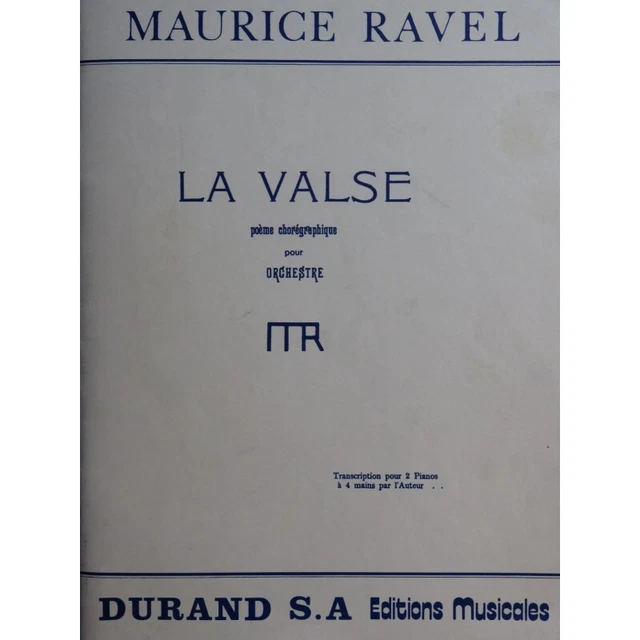 MAURICE RAVEL
LA VALSE
poème chorégraphique
pour
ORCHESTRE
MR
Transcription pour 2 Pianos
à 4 mains par l'Auteur . .
DURAND S.A Editions Musicales